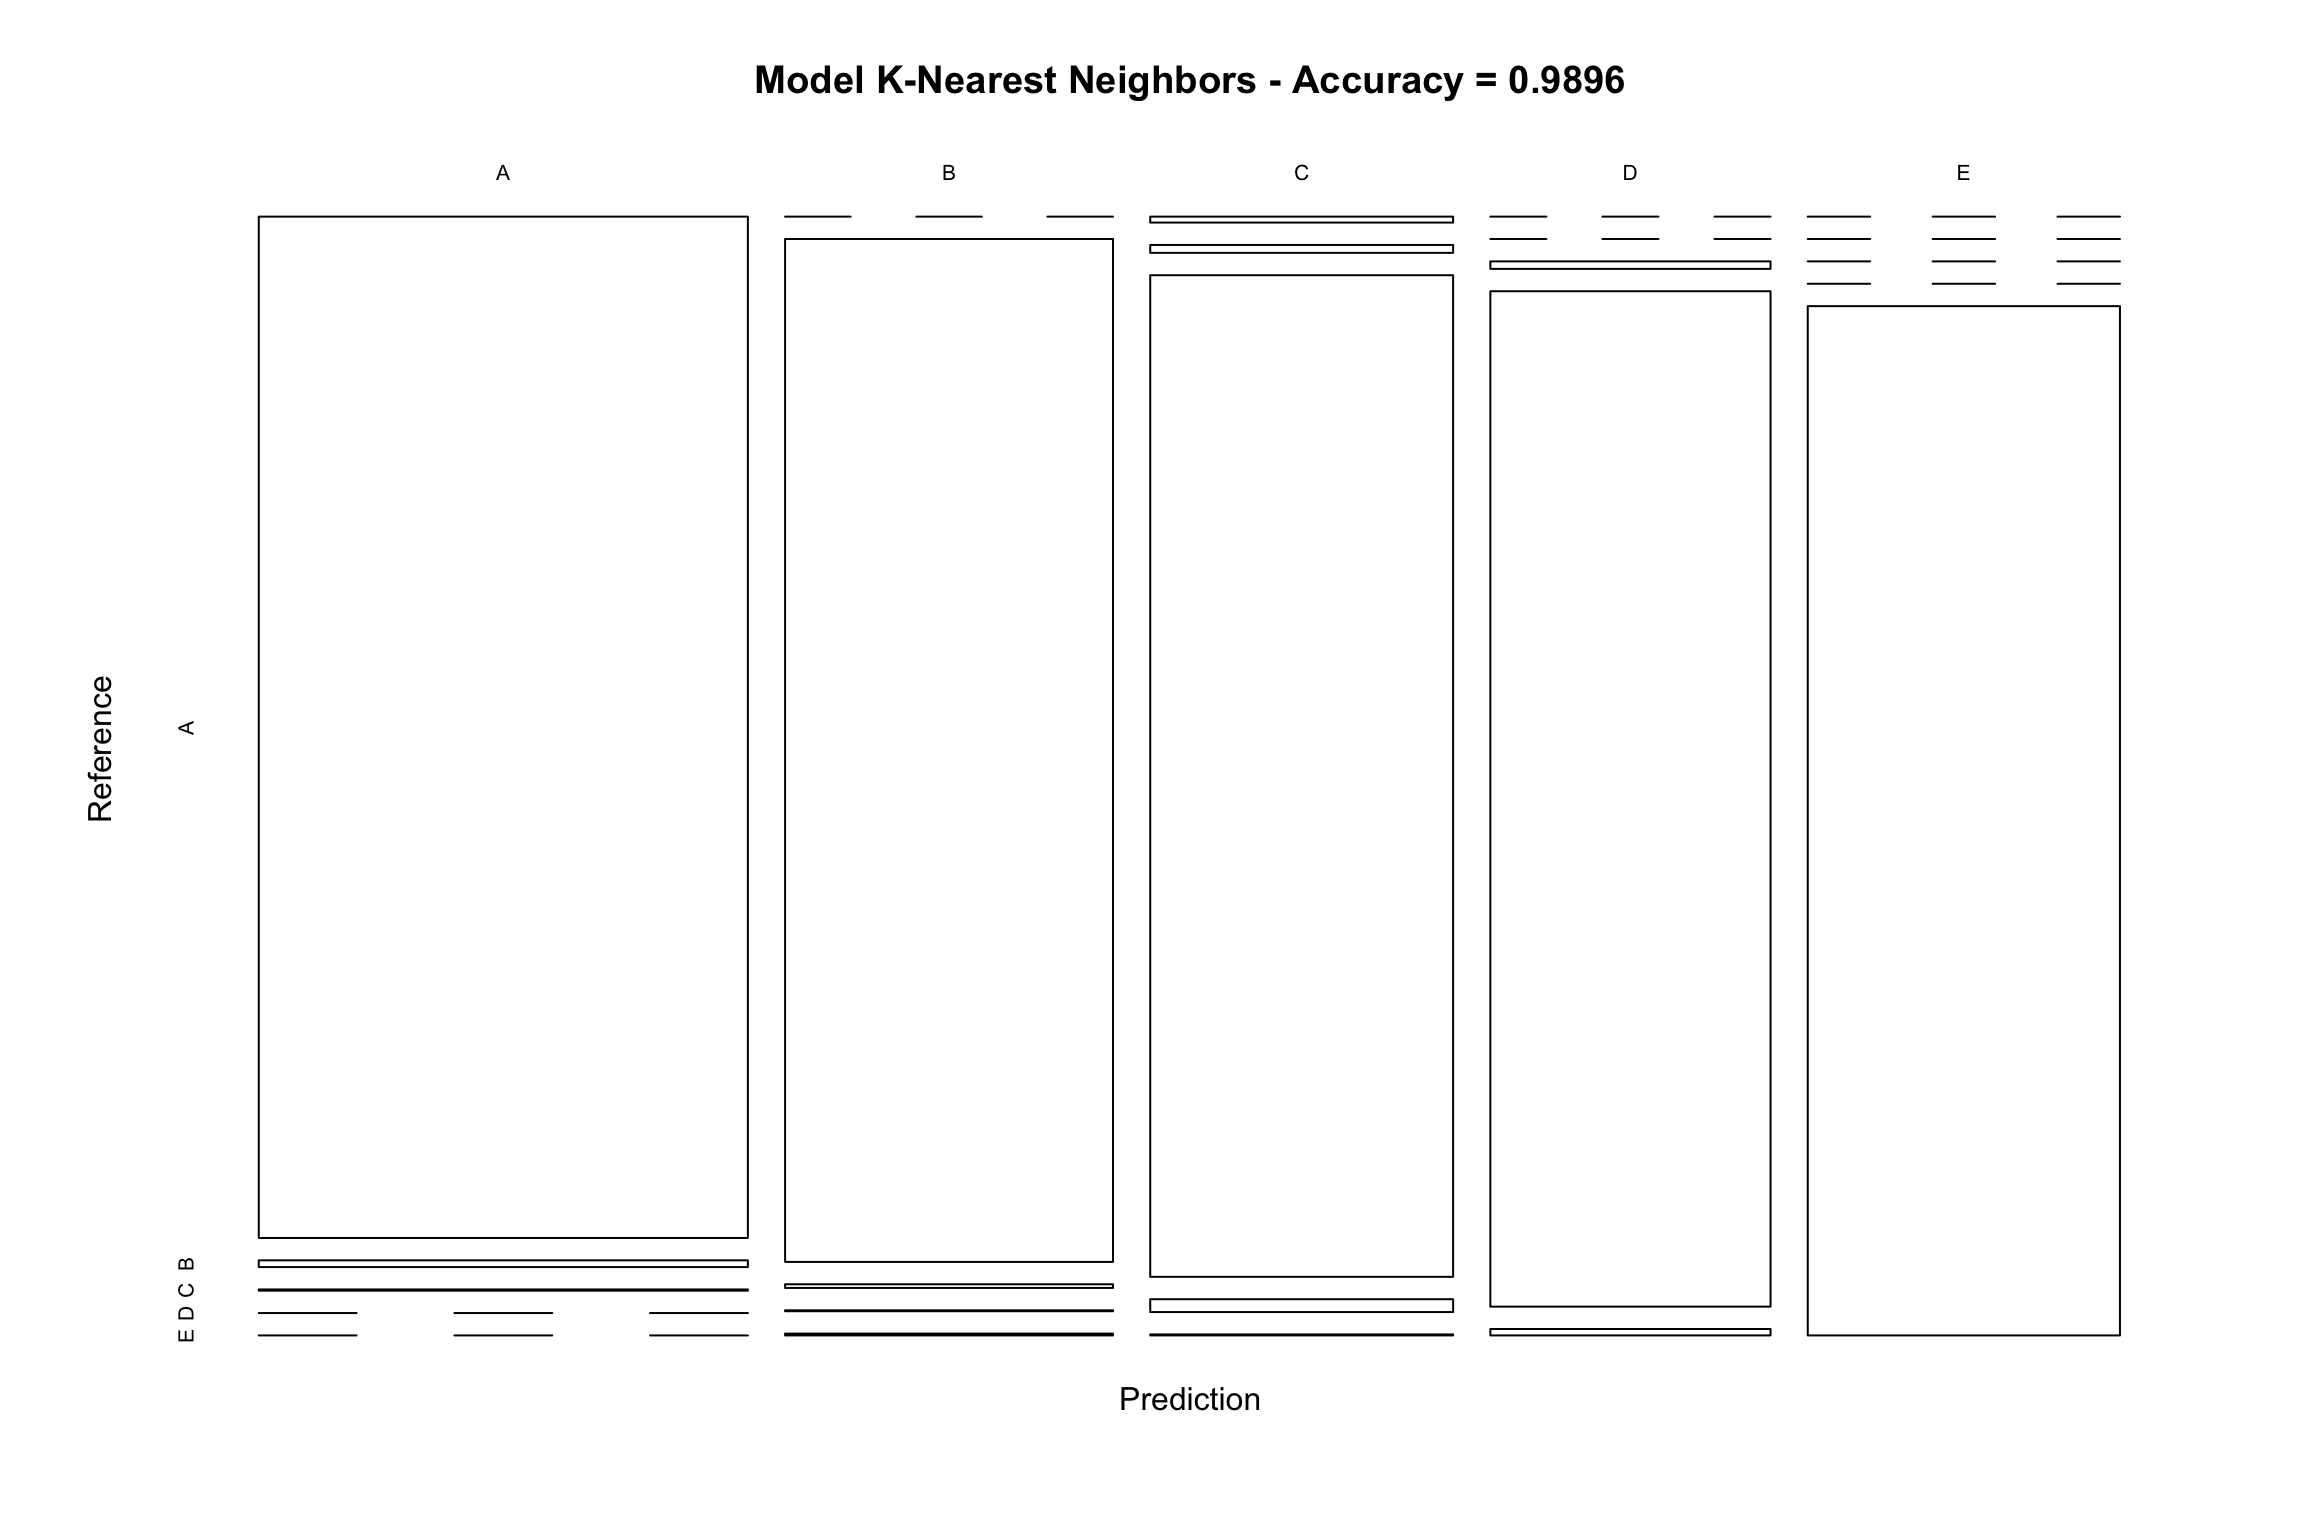 Model K-Nearest Neighbors - Accuracy = 0.9896
A B C D E
Reference
A
B
C
D
E
Prediction